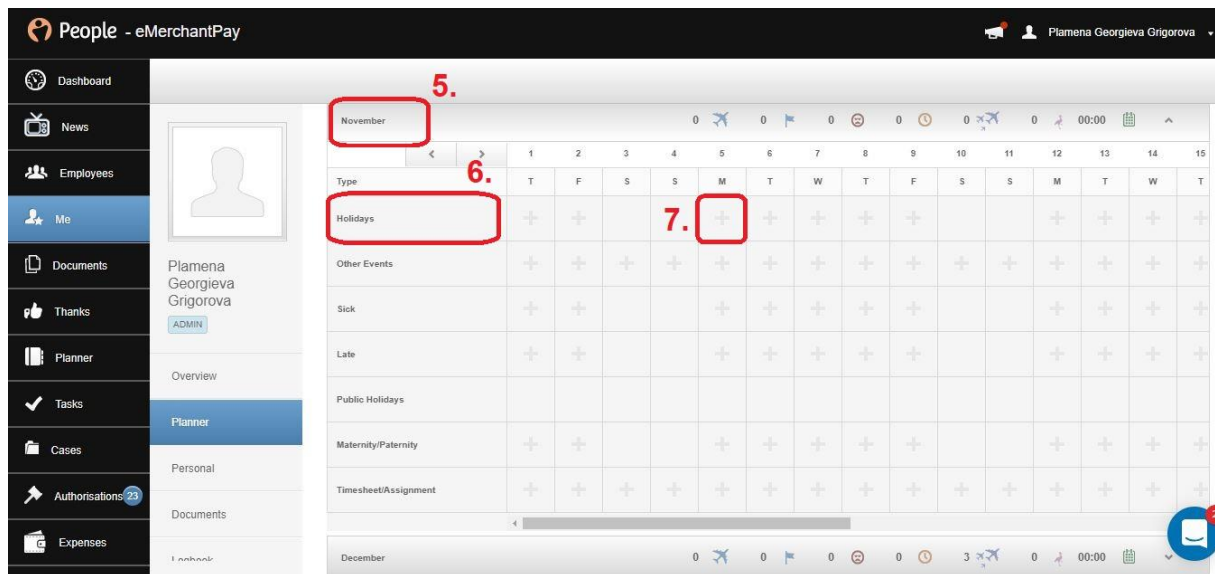 People - eMerchantPay
Plamena Georgieva Grigorova
Dashboard
News
Employees
Me
Documents
Thanks
Planner
Tasks
Cases
Authorisations 23
Expenses
Plamena
Georgieva
Grigorova
ADMIN
Overview
Planner
Personal
Documents
Logbook
5.
November 0 0 0 0 0 0 00:00
6.
< > 1 2 3 4 5 6 7 8 9 10 11 12 13 14 15
Type T F S S M T W T F S S M T W T
Holidays
7.
Other Events
Sick
Late
Public Holidays
Maternity/Paternity
Timesheet/Assignment
December 0 0 0 0 3 0 00:00